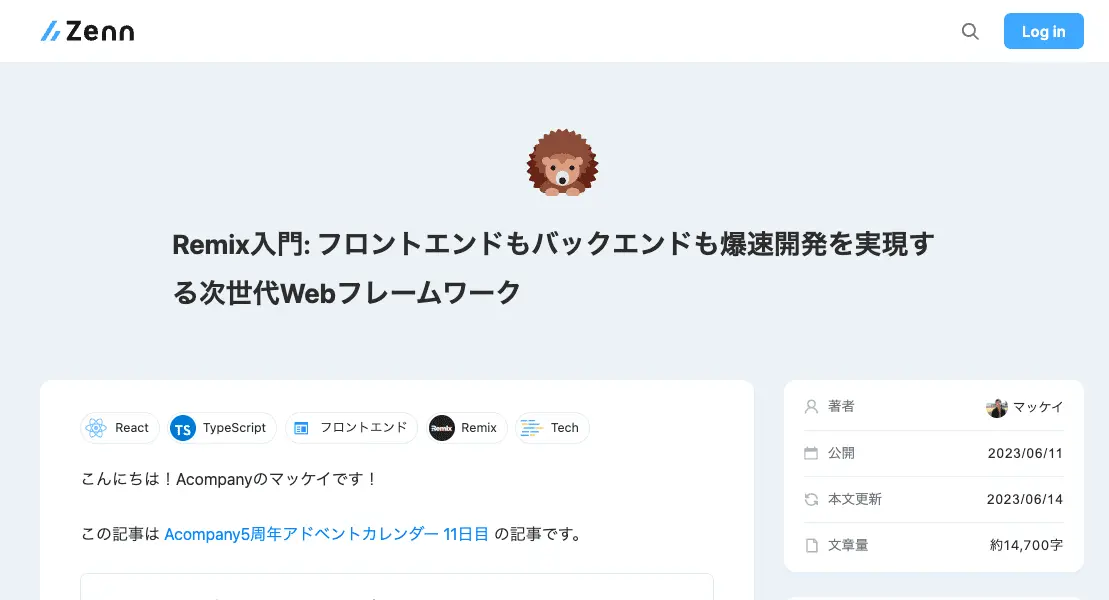 Zenn
Log in
Remix入門: フロントエンドもバックエンドも爆速開発を実現す
る次世代Webフレームワーク
React
TS TypeScript
フロントエンド
Remix Remix
Tech
こんにちは！Acompanyのマッケイです！
この記事は Acompany5周年アドベントカレンダー 11日目 の記事です。
著者 マッケイ
公開 2023/06/11
本文更新 2023/06/14
文章量 約14,700字